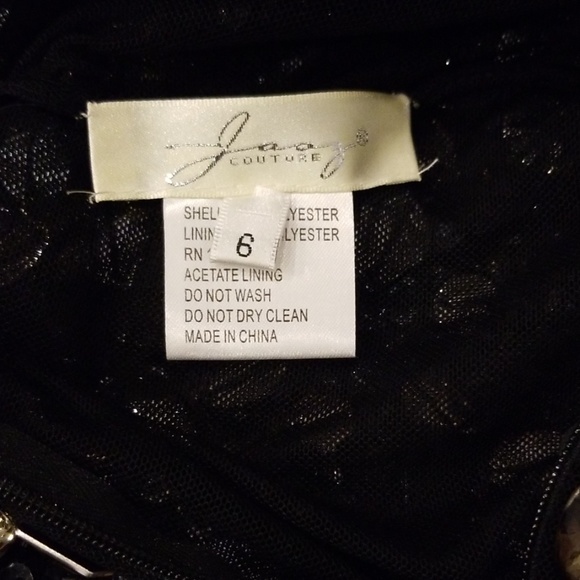 Jaaz®
COUTURE
SHEL LYESTER
LININ LYESTER
RN
6
ACETATE LINING
DO NOT WASH
DO NOT DRY CLEAN
MADE IN CHINA